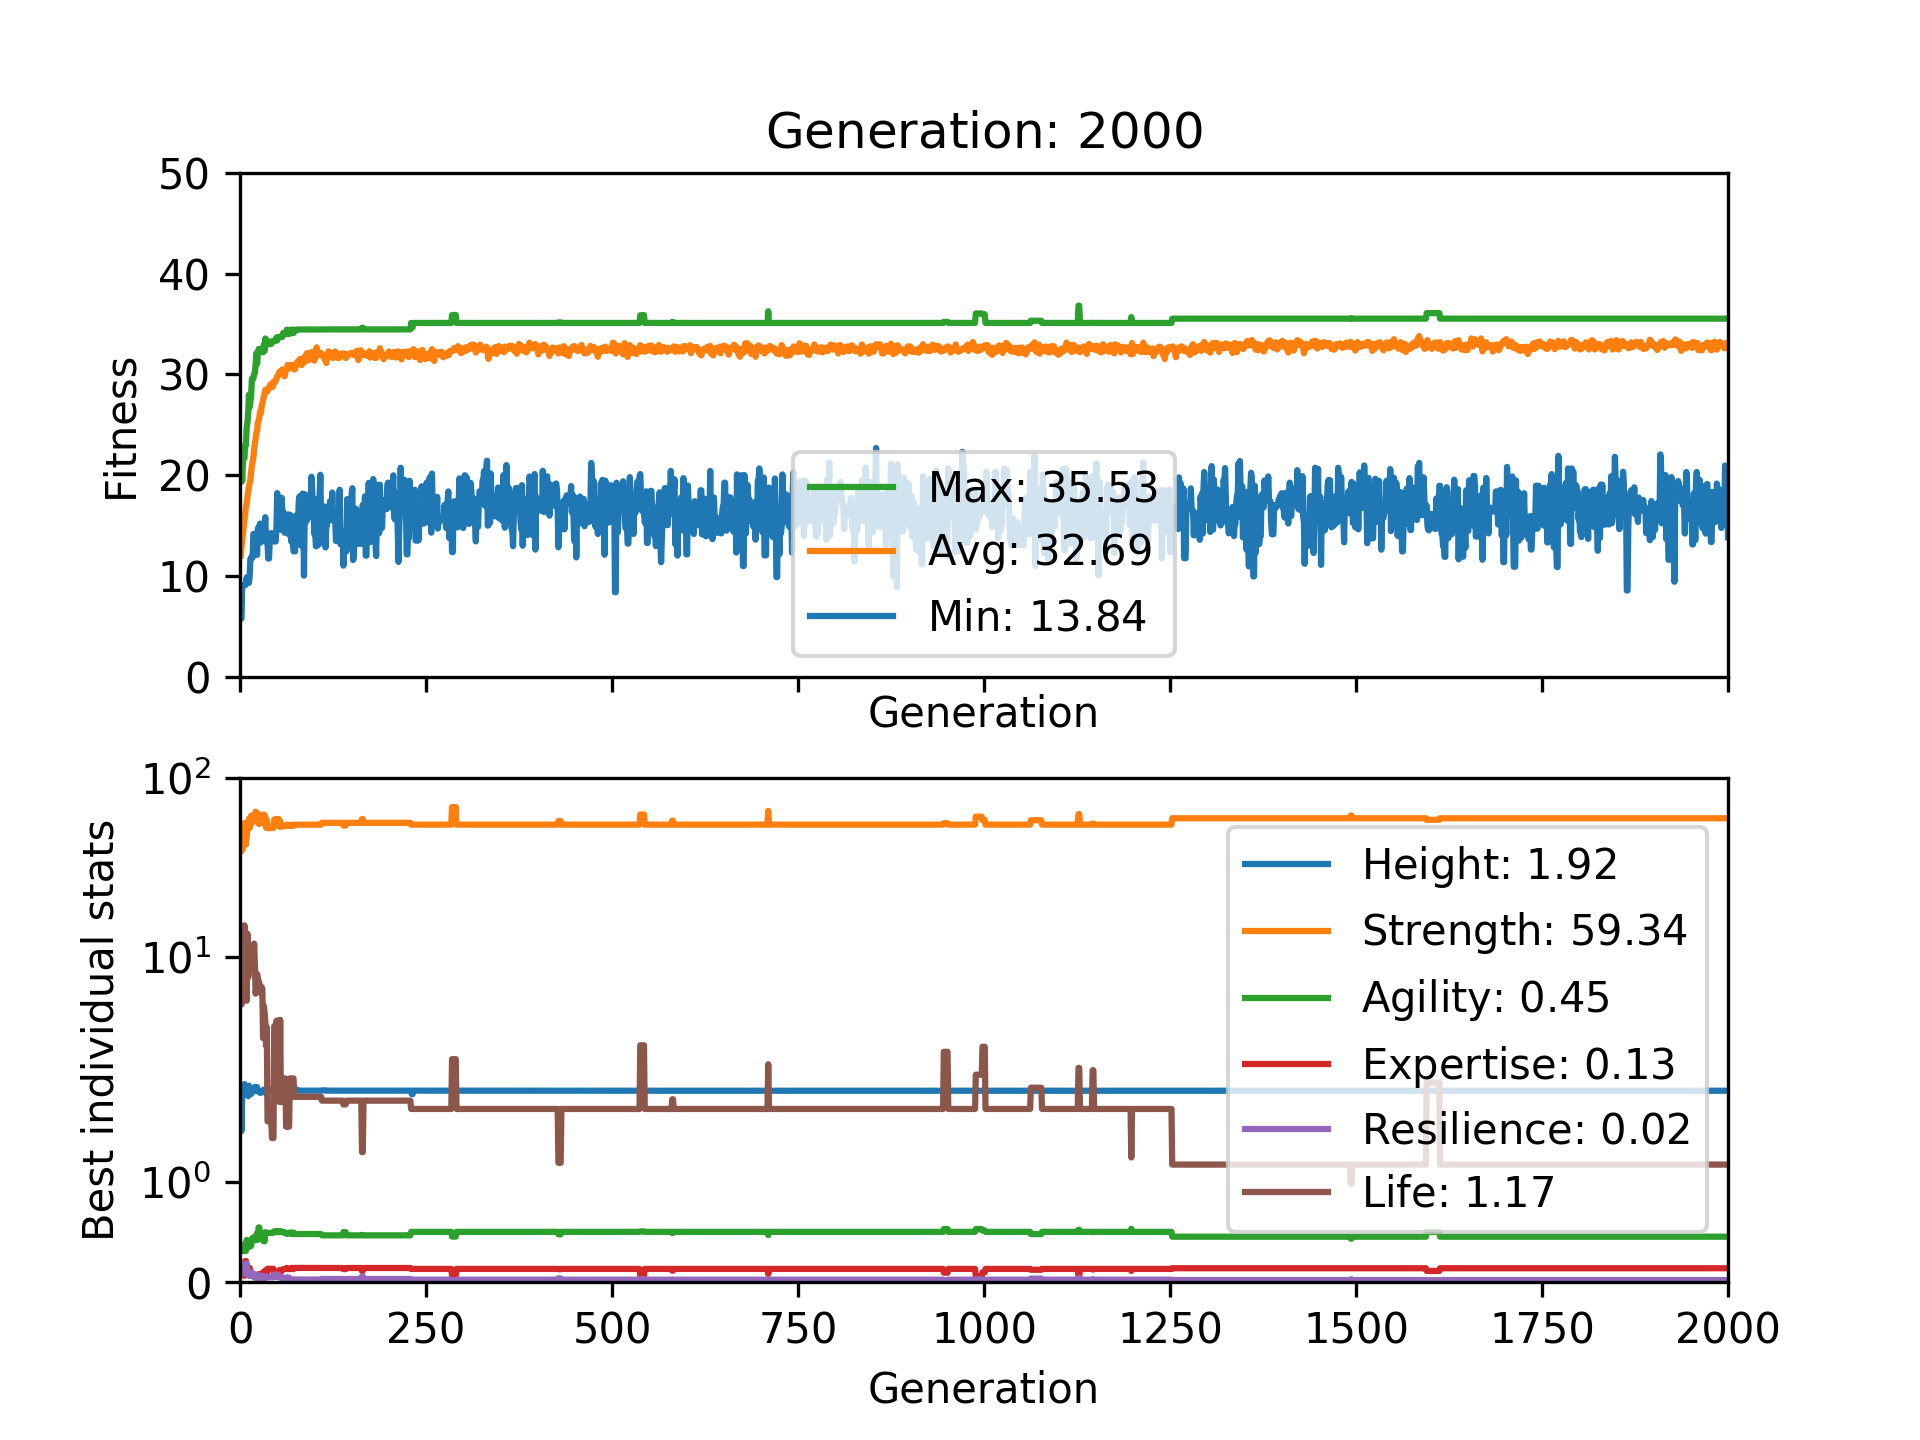 Generation: 2000
50
40
30
20
10
0
Fitness
Max: 35.53
Avg: 32.69
Min: 13.84
Generation
10²
10¹
10⁰
0
Best individual stats
Height: 1.92
Strength: 59.34
Agility: 0.45
Expertise: 0.13
Resilience: 0.02
Life: 1.17
0 250 500 750 1000 1250 1500 1750 2000
Generation